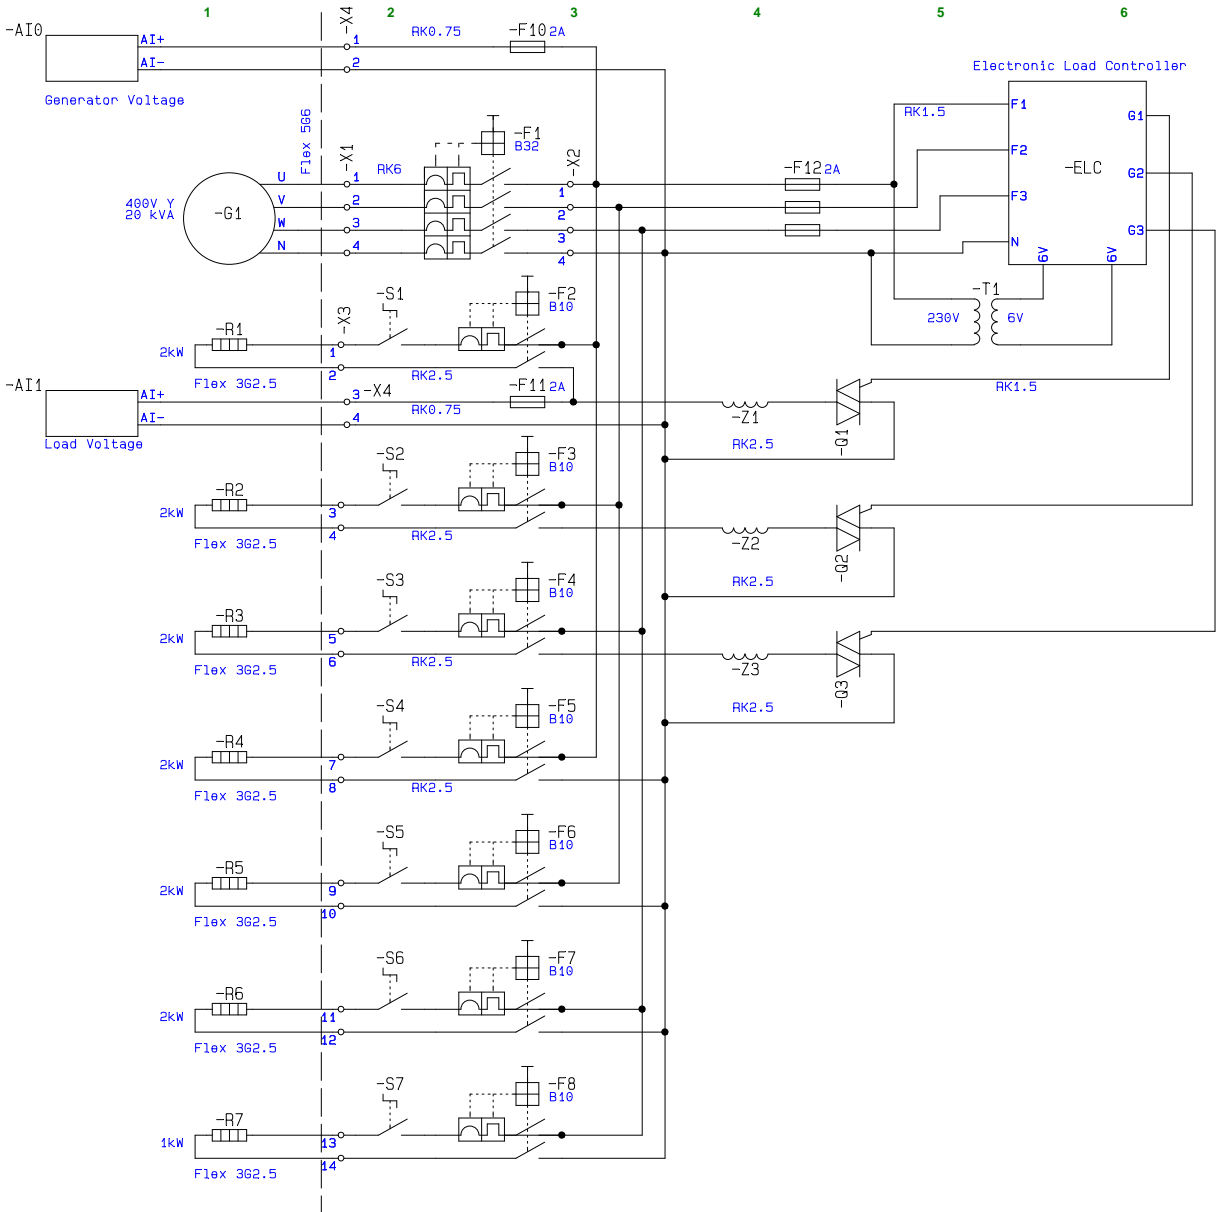 1 2 3 4 5 6
-AI0
AI+
AI-
Generator Voltage
-X4
1
2
RK0.75
-F10 2A
Electronic Load Controller
Flex 5G6
-X1
RK6
-F1
B32
-X2
-F12 2A
RK1.5
F1
F2
F3
N
-ELC
G1
G2
G3
6V
6V
400V Y
20 kVA
-G1
U
V
W
N
1
2
3
4
1
2
3
4
-T1
230V
6V
-R1
2kW
Flex 3G2.5
-X3
1
2
-S1
-F2
B10
RK2.5
-AI1
AI+
AI-
Load Voltage
3 -X4
4
RK0.75
-F11 2A
-Z1
RK2.5
-Q1
RK1.5
-R2
2kW
Flex 3G2.5
3
4
-S2
-F3
B10
RK2.5
-Z2
RK2.5
-Q2
-R3
2kW
Flex 3G2.5
5
6
-S3
-F4
B10
RK2.5
-Z3
RK2.5
-Q3
-R4
2kW
Flex 3G2.5
7
8
-S4
-F5
B10
RK2.5
-R5
2kW
Flex 3G2.5
9
10
-S5
-F6
B10
-R6
2kW
Flex 3G2.5
11
12
-S6
-F7
B10
-R7
1kW
Flex 3G2.5
13
14
-S7
-F8
B10